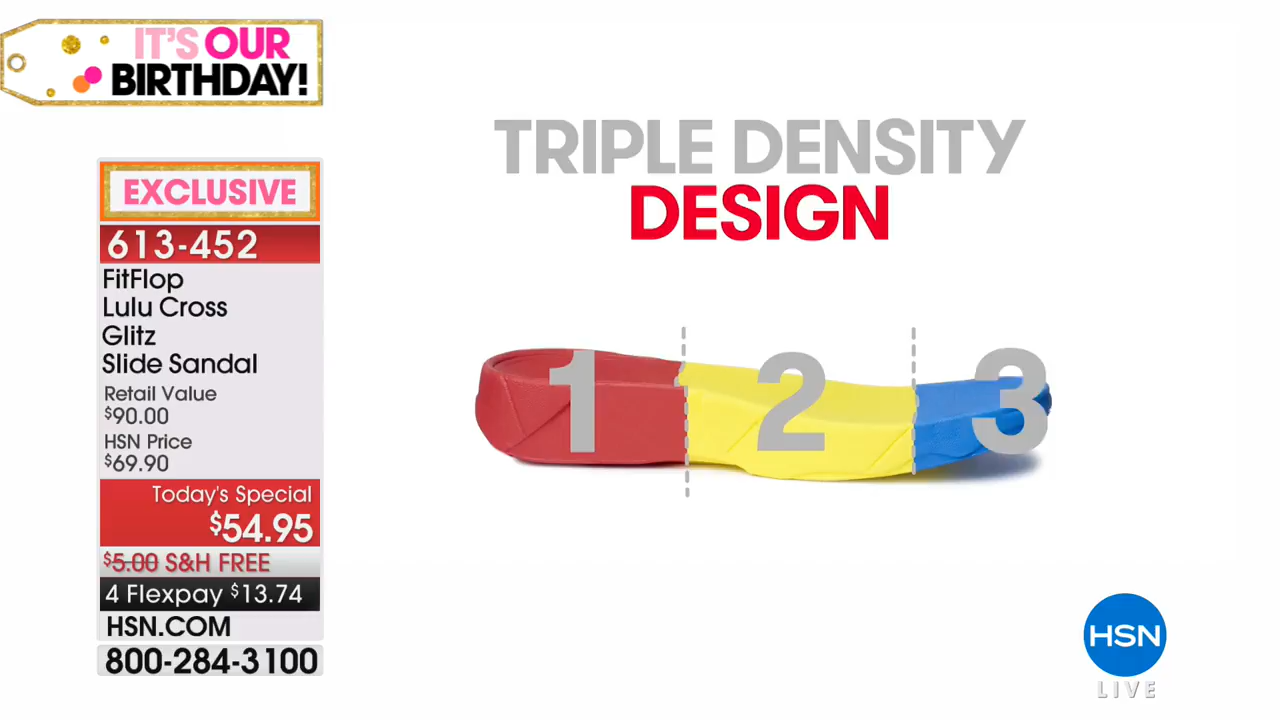 IT'S OUR
BIRTHDAY!
TRIPLE DENSITY
DESIGN
EXCLUSIVE
613-452
FitFlop
Lulu Cross
Glitz
Slide Sandal
Retail Value
$90.00
HSN Price
$69.90
Today's Special
$54.95
$5.00 S&H FREE
4 Flexpay $13.74
HSN.COM
800-284-3100
1 2 3
HSN
LIVE